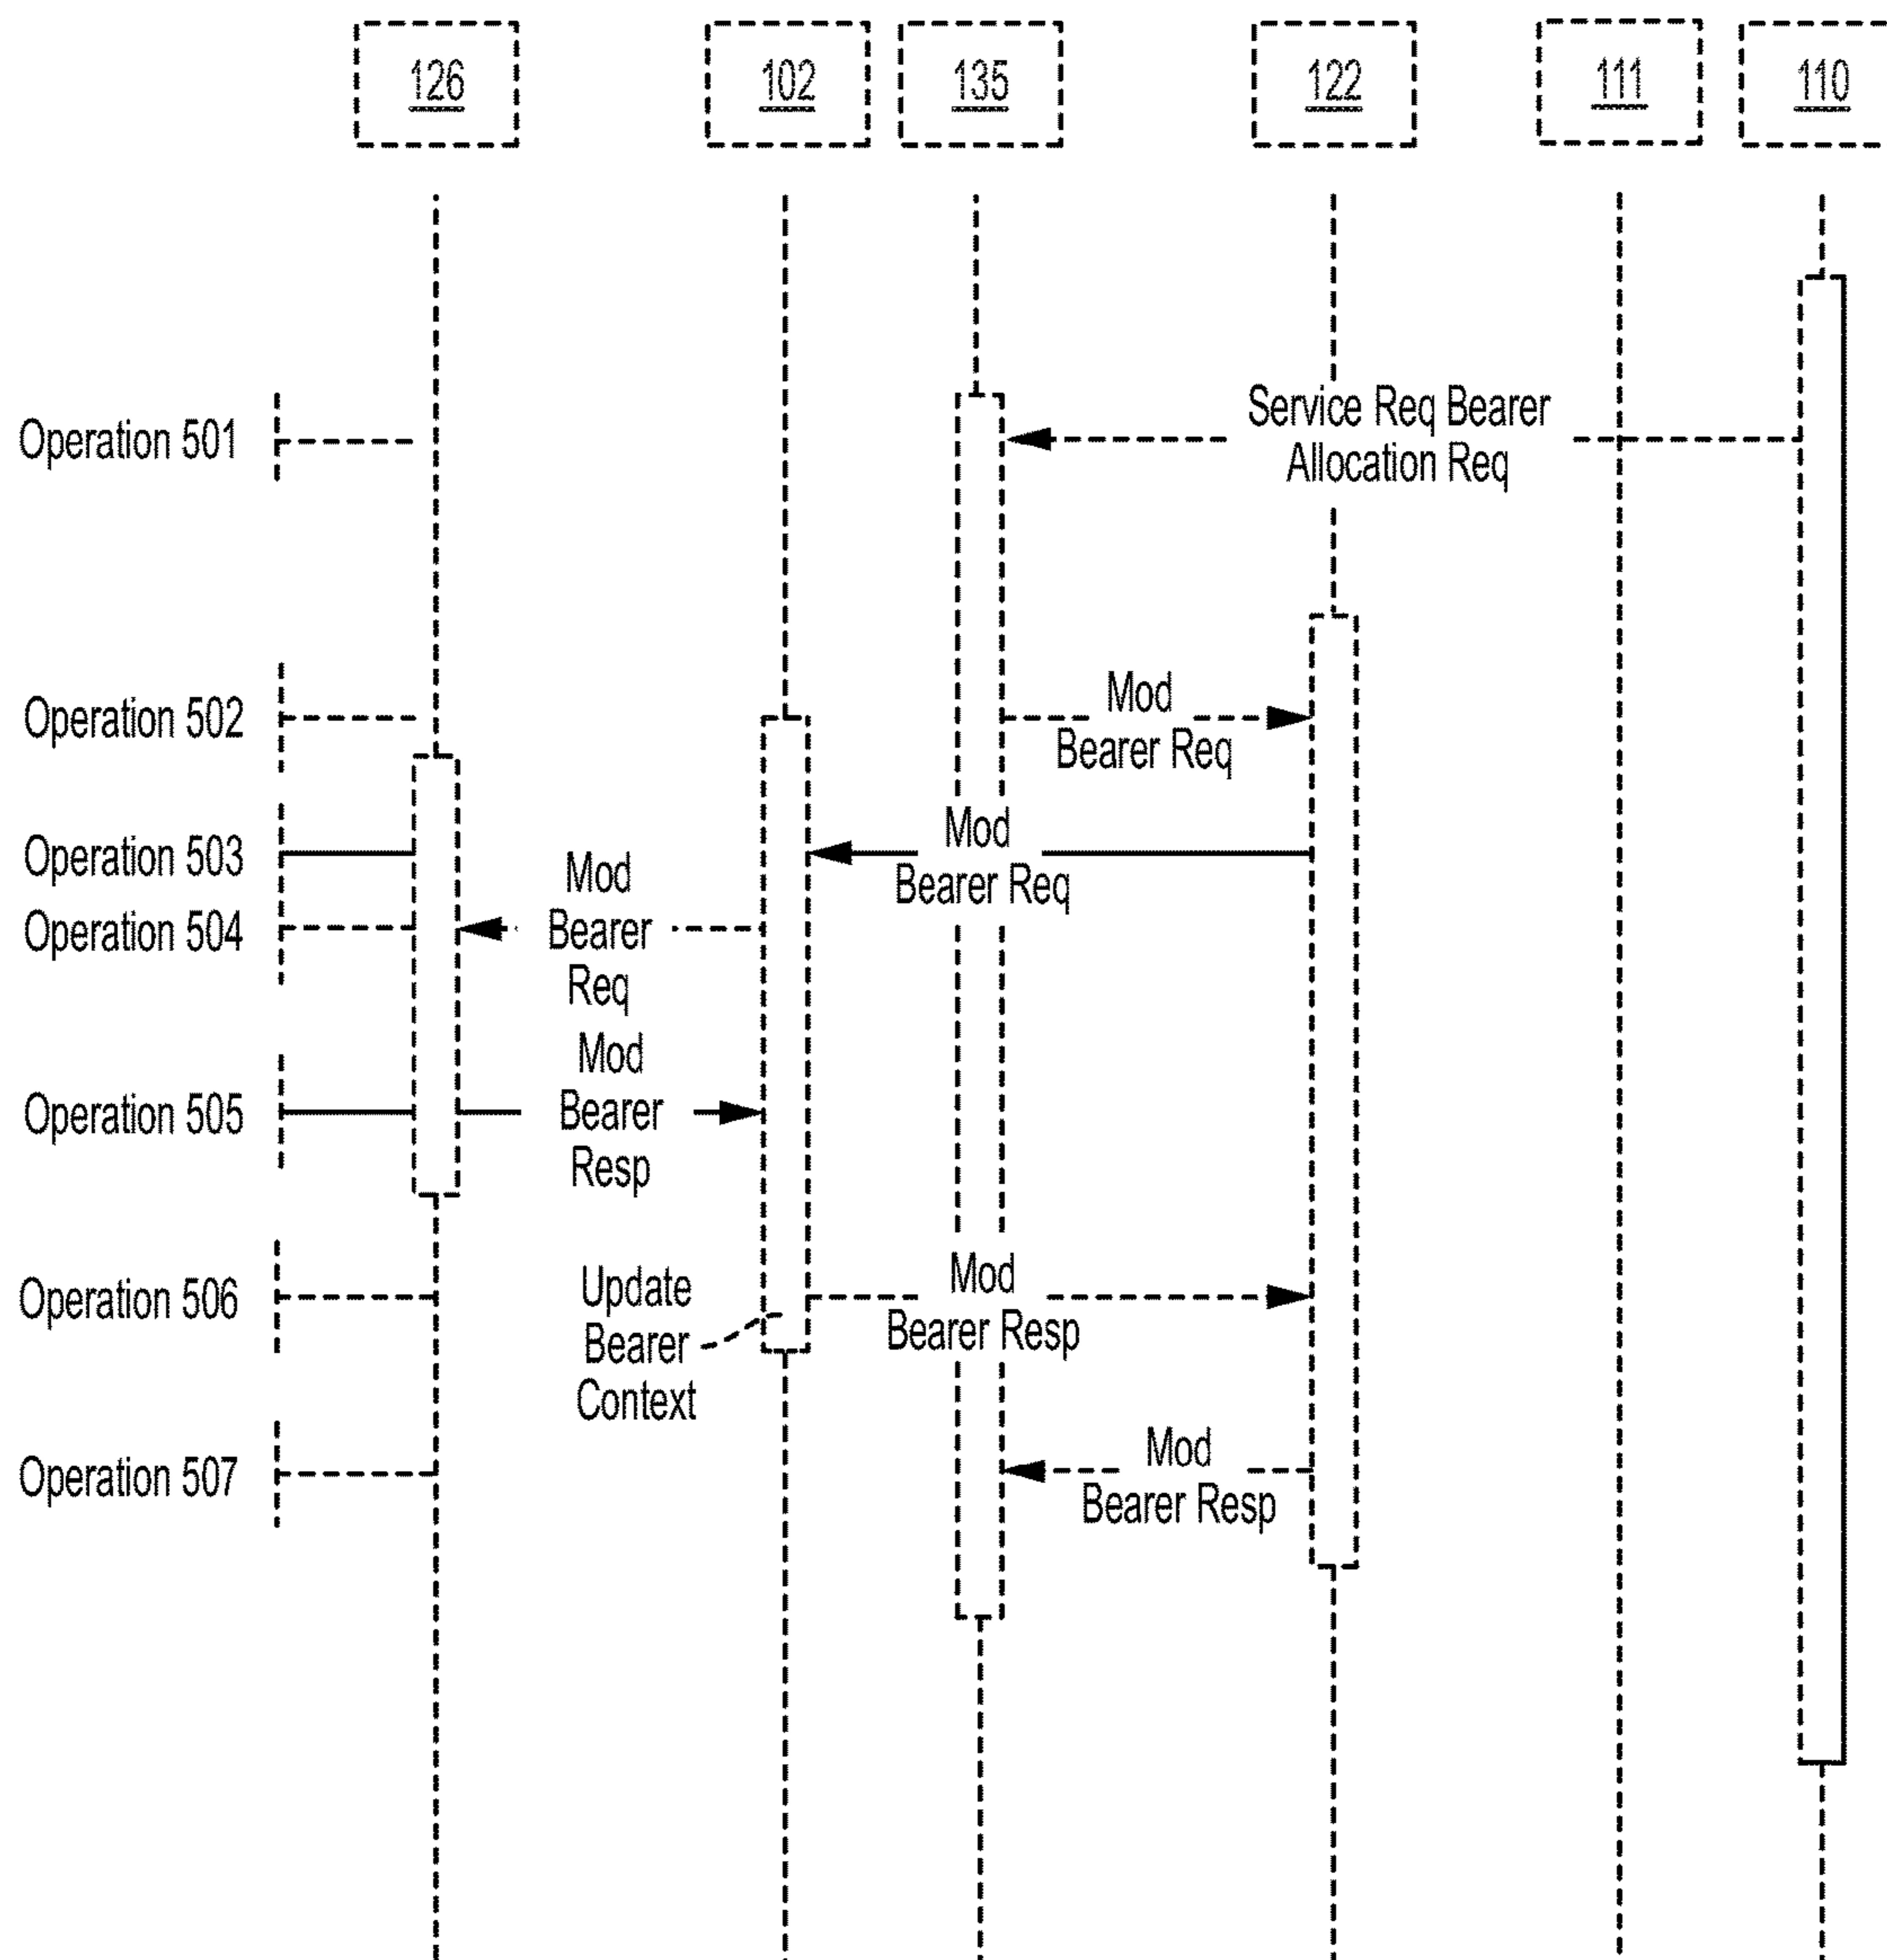 126
102
135
122
111
110
Operation 501
Service Req Bearer
Allocation Req
Operation 502
Mod
Bearer Req
Operation 503
Mod
Bearer Req
Operation 504
Mod
Bearer
Req
Operation 505
Mod
Bearer
Resp
Operation 506
Update
Bearer
Context
Mod
Bearer Resp
Operation 507
Mod
Bearer Resp